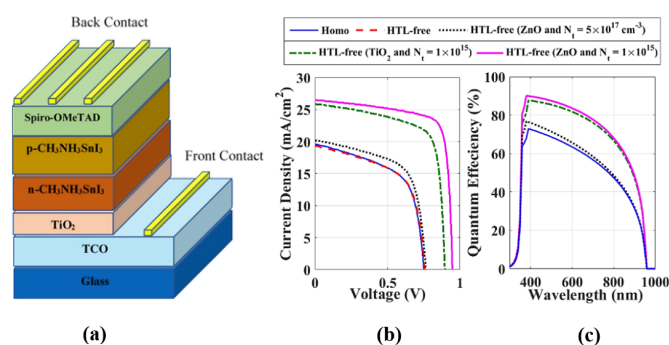 Back Contact
Spiro-OMeTAD
p-CH3NH3SnI3
n-CH3NH3SnI3
TiO2
TCO
Glass
Front Contact
(a)
Homo HTL-free HTL-free (ZnO and Nt = 5×10^17 cm-3)
HTL-free (TiO2 and Nt = 1×10^15) HTL-free (ZnO and Nt = 1×10^15)
Current Density (mA/cm2)
30
25
20
15
10
5
0
0 0.5 1
Voltage (V)
(b)
Quantum Effeciency (%)
100
80
60
40
20
0
400 600 800 1000
Wavelength (nm)
(c)